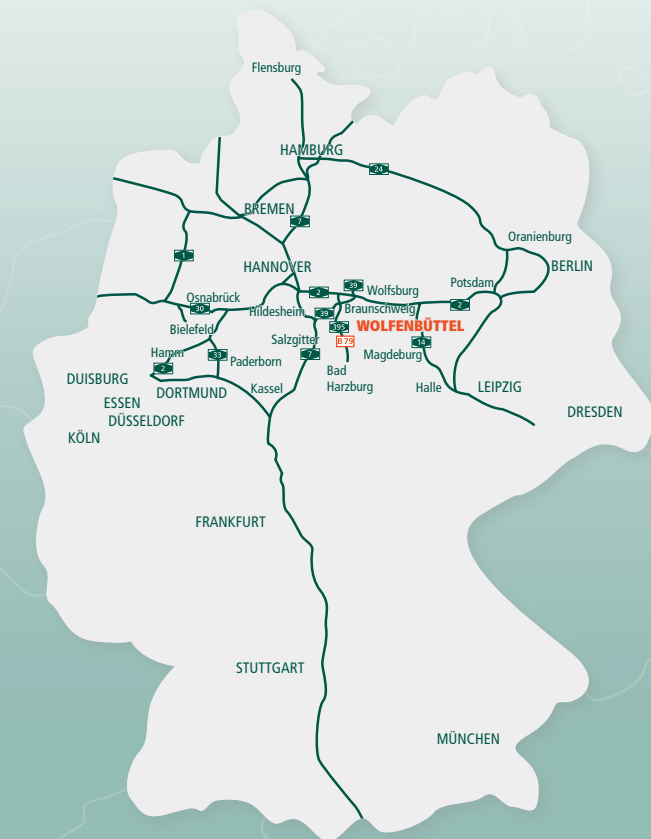 Flensburg
HAMBURG
24
BREMEN
7
Oranienburg
1
HANNOVER
BERLIN
Potsdam
39
Wolfsburg
2
Osnabrück
30
Hildesheim
39
Braunschweig
2
Bielefeld
395
WOLFENBÜTTEL
Salzgitter
B 79
14
Hamm
33
Paderborn
7
Magdeburg
2
Bad
Harzburg
DUISBURG
DORTMUND
Kassel
Halle
LEIPZIG
ESSEN
DRESDEN
DÜSSELDORF
KÖLN
FRANKFURT
STUTTGART
MÜNCHEN